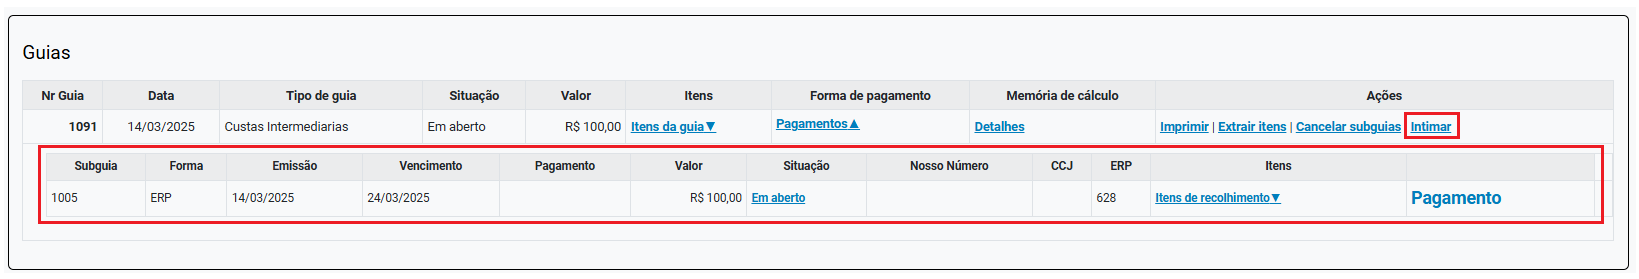 Guias
Nr Guia Data Tipo de guia Situação Valor Itens Forma de pagamento Memória de cálculo Ações
1091 14/03/2025 Custas Intermediarias Em aberto R$ 100,00 Itens da guia▼ Pagamentos▲ Detalhes Imprimir | Extrair itens | Cancelar subguias Intimar
Subguia Forma Emissão Vencimento Pagamento Valor Situação Nosso Número CCJ ERP Itens
1005 ERP 14/03/2025 24/03/2025 R$ 100,00 Em aberto 628 Itens de recolhimento▼ Pagamento